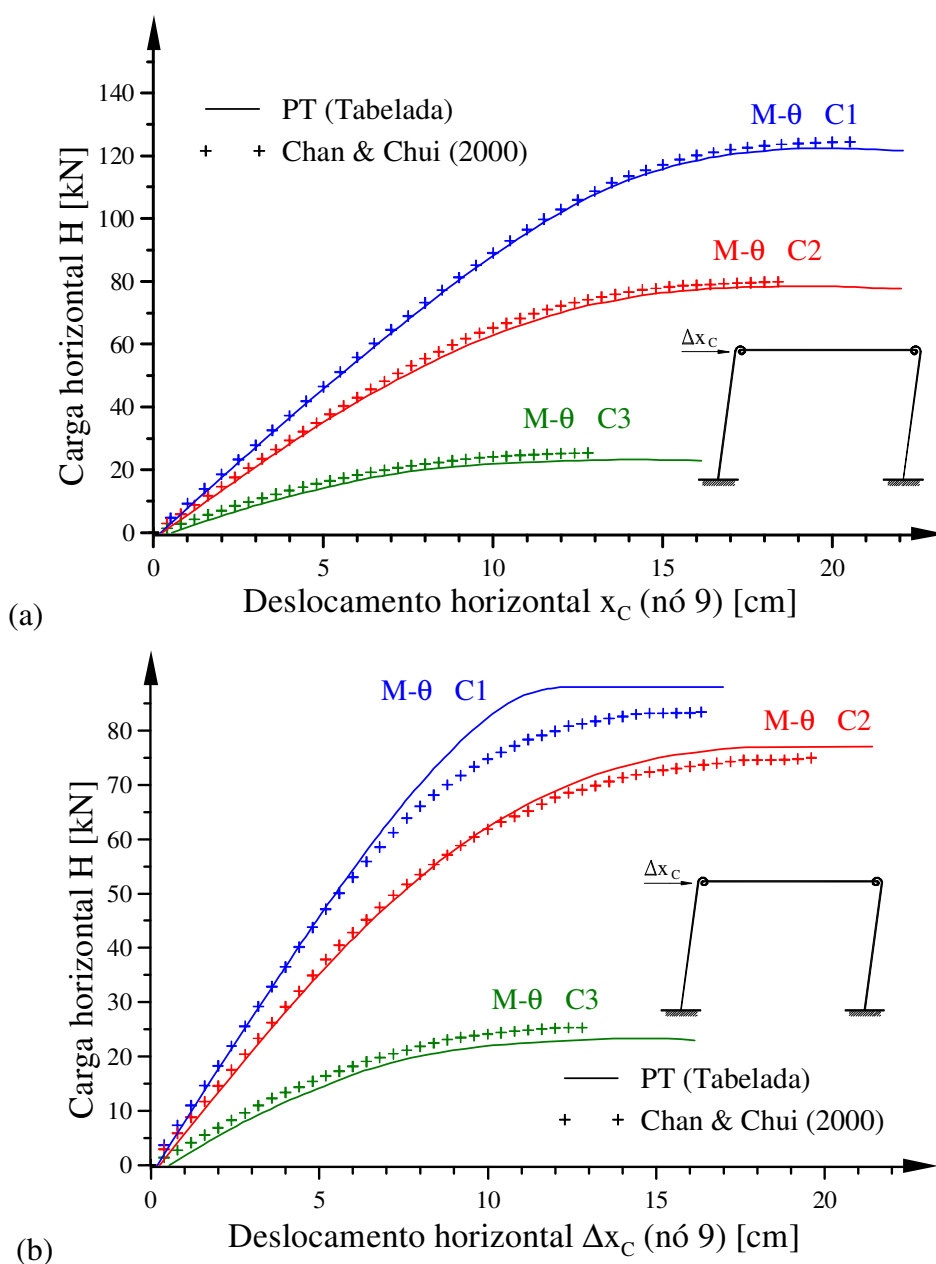 140
120
100
80
60
40
20
0
Carga horizontal H [kN]
PT (Tabelada)
Chan & Chui (2000)
M-θ C1
M-θ C2
M-θ C3
Δx_C
0 5 10 15 20
Deslocamento horizontal x_C (nó 9) [cm]
(a)
80
70
60
50
40
30
20
10
0
Carga horizontal H [kN]
M-θ C1
M-θ C2
M-θ C3
Δx_C
PT (Tabelada)
Chan & Chui (2000)
0 5 10 15 20
Deslocamento horizontal Δx_C (nó 9) [cm]
(b)